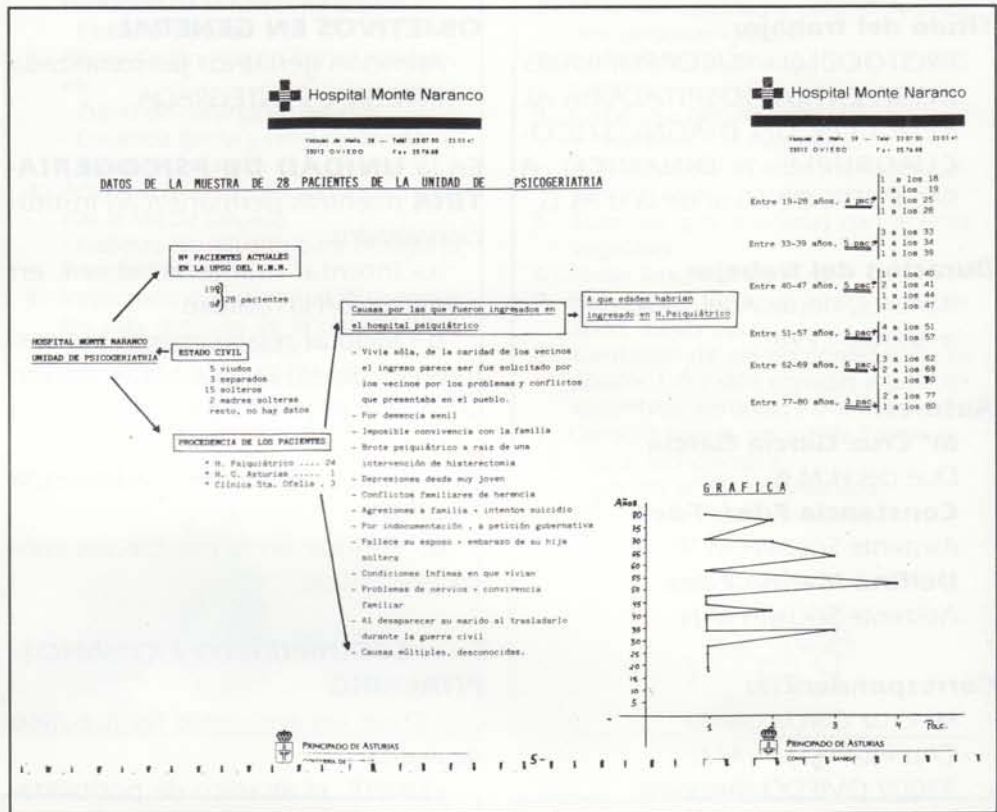 Hospital Monte Naranco
33012 OVIEDO
DATOS DE LA MUESTRA DE 28 PACIENTES DE LA UNIDAD DE PSICOGERIATRIA
Nº PACIENTES ACTUALES
EN LA UPSG DEL H.M.N.
28 pacientes
HOSPITAL MONTE NARANCO
UNIDAD DE PSICOGERIATRIA
ESTADO CIVIL
5 viudos
3 separados
15 solteros
2 madres solteras
resto, no hay datos
PROCEDENCIA DE LOS PACIENTES
* H. Psiquiátrico .... 24
* H. G. Asturias ..... 1
* Clínica Sta. Ofelia . 3
Causas por las que fueron ingresados en
el hospital psiquiátrico
- Vivía sóla, de la caridad de los vecinos
el ingreso parece ser fue solicitado por
los vecinos por los problemas y conflictos
que presentaba en el pueblo.
- Por demencia senil
- Imposible convivencia con la familia
- Brote psiquiátrico a raiz de una
intervención de histerectomia
- Depresiones desde muy joven
- Conflictos familiares de herencia
- Agresiones a familia - intentos suicidio
- Por indocumentación , a petición gubernativa
- Fallece su esposo - embarazo de su hija
soltera
- Condiciones ínfimas en que vivian
- Problemas de nervios - convivencia
familiar
- Al desaparecer su marido al trasladarlo
durante la guerra civil
- Causas múltiples, desconocidas.
PRINCIPADO DE ASTURIAS
-5-
Hospital Monte Naranco
33012 OVIEDO
A que edades habrian
ingresado en H.Psiquiátrico
Entre 19-28 años, 4 pac.
1 a los 18
1 a los 19
1 a los 25
1 a los 28
Entre 33-39 años, 5 pac.
3 a los 33
1 a los 34
1 a los 39
Entre 40-47 años, 5 pac.
1 a los 40
2 a los 41
1 a los 44
1 a los
Entre 51-57 años, 5 pac.
4 a los 51
1 a los 57
Entre 62-69 años, 6 pac.
3 a los 62
2 a los 69
1 a los
Entre 77-80 años, 3 pac.
2 a los 77
1 a los 80
GRAFICA
Años
80
75
70
65
60
55
50
45
40
35
30
25
20
15
10
5
1 2 3 4 Pac.
PRINCIPADO DE ASTURIAS